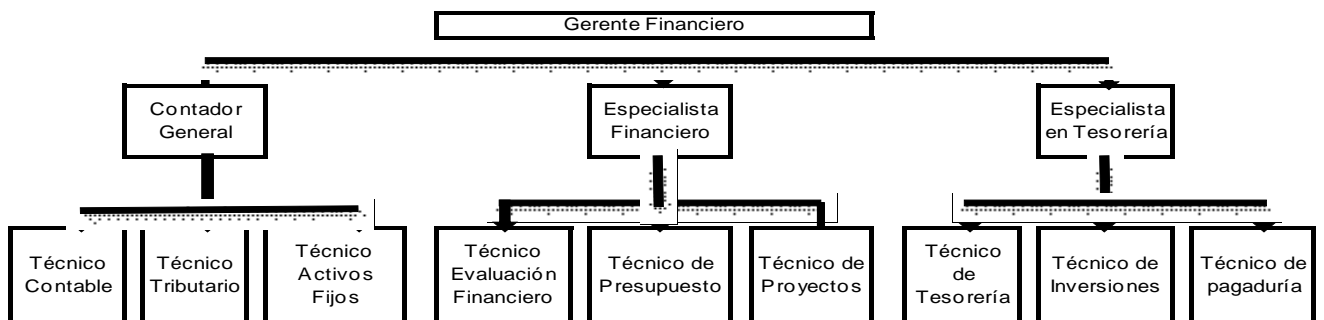 Gerente Financiero
Contador
General
Especialista
Financiero
Especialista
en Tesorería
Técnico
Contable
Técnico
Tributario
Técnico
Activos
Fijos
Técnico
Evaluación
Financiero
Técnico de
Presupuesto
Técnico de
Proyectos
Técnico
de
Tesorería
Técnico de
Inversiones
Técnico de
pagaduría